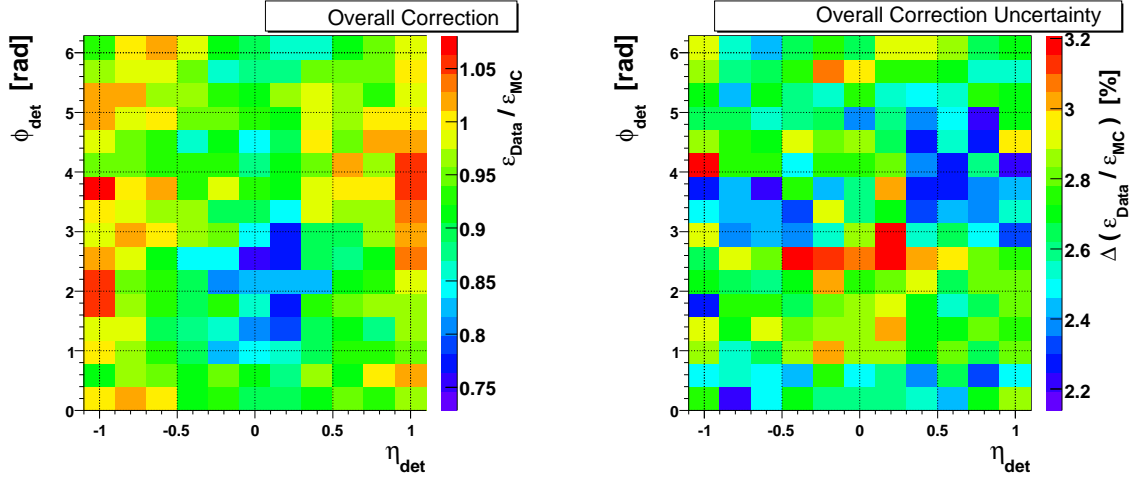 Overall Correction
ϕdet [rad]
6
5
4
3
2
1
0
-1 -0.5 0 0.5 1
ηdet
1.05
1
0.95
0.9
0.85
0.8
0.75
εData / εMC
Overall Correction Uncertainty
ϕdet [rad]
6
5
4
3
2
1
0
-1 -0.5 0 0.5 1
ηdet
3.2
3
2.8
2.6
2.4
2.2
Δ ( εData / εMC ) [%]